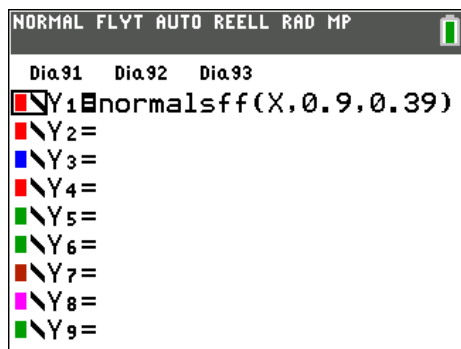 NORMAL FLYT AUTO REELL RAD MP
Dia91 Dia92 Dia93
\Y1=normalsff(X,0.9,0.39)
\Y2=
\Y3=
\Y4=
\Y5=
\Y6=
\Y7=
\Y8=
\Y9=